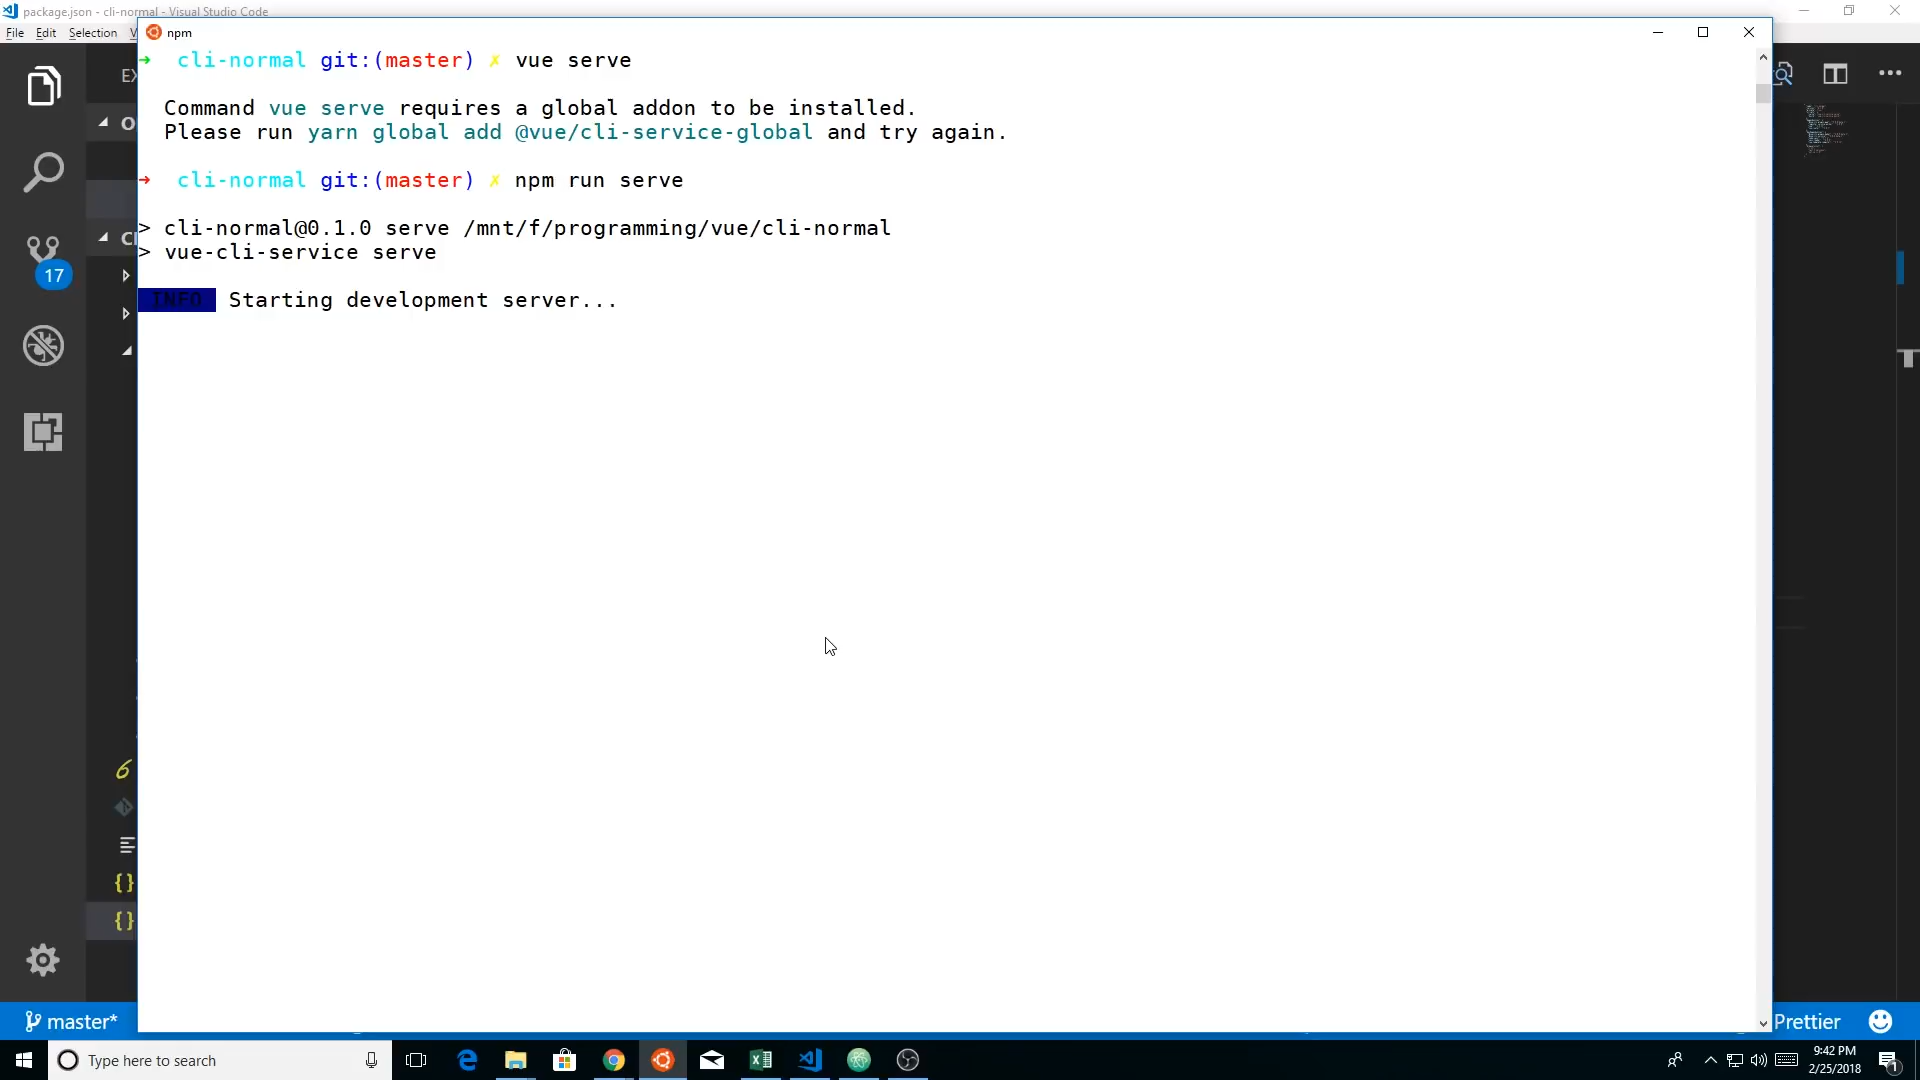 package.json - cli-normal - Visual Studio Code
File Edit Selection V
npm
➜ cli-normal git:(master) ✗ vue serve
Command vue serve requires a global addon to be installed.
Please run yarn global add @vue/cli-service-global and try again.
➜ cli-normal git:(master) ✗ npm run serve
> cli-normal@0.1.0 serve /mnt/f/programming/vue/cli-normal
> vue-cli-service serve
INFO Starting development server...
EX
O
CL
17
master*
Prettier
Type here to search
9:42 PM
2/25/2018
1